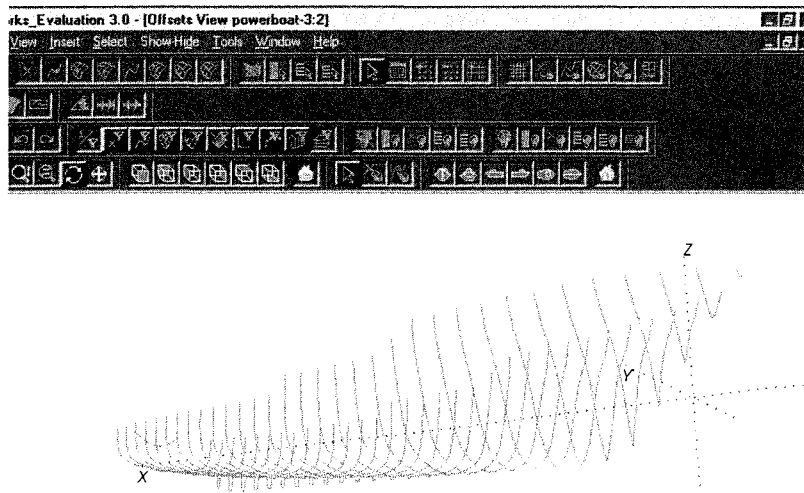 rks_Evaluation 3.0 - [Offsets View powerboat-3:2]
View Insert Select Show-Hide Tools Window Help
Z
Y
X